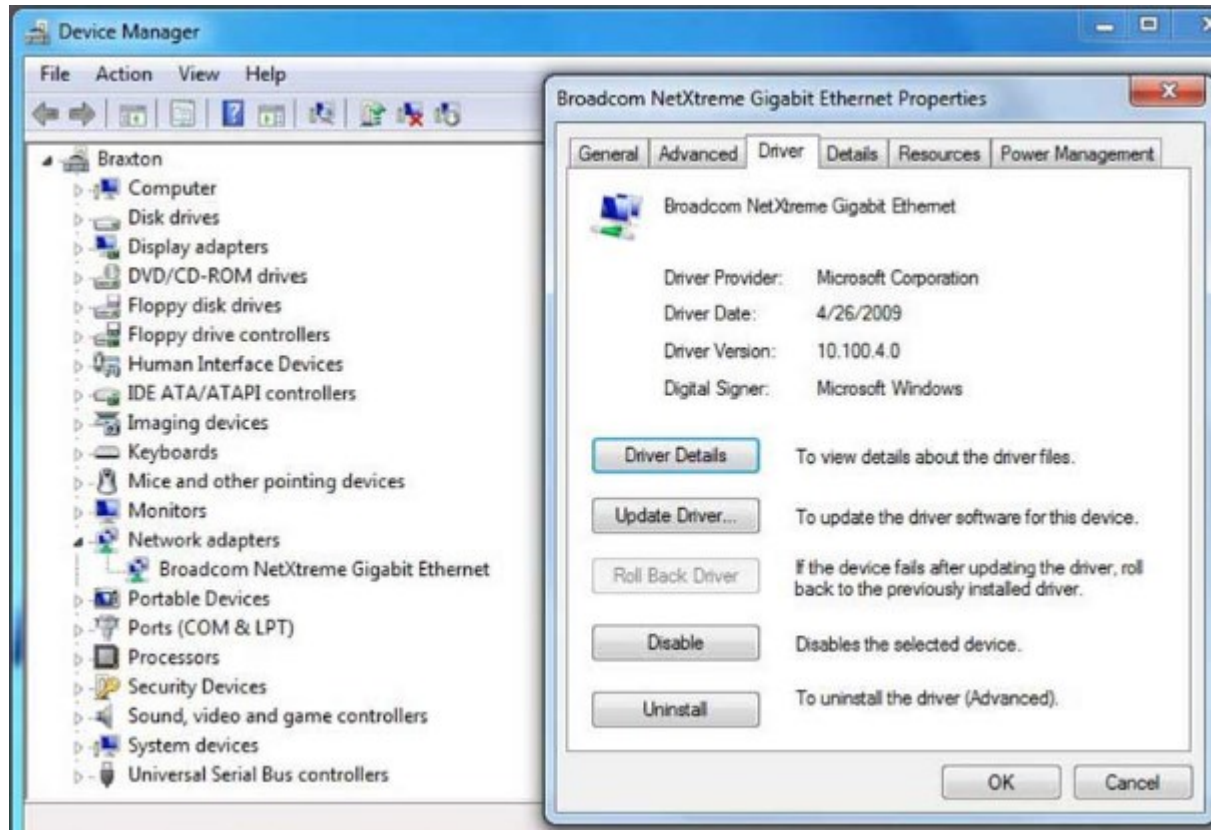 Device Manager
File Action View Help
Braxton
Computer
Disk drives
Display adapters
DVD/CD-ROM drives
Floppy disk drives
Floppy drive controllers
Human Interface Devices
IDE ATA/ATAPI controllers
Imaging devices
Keyboards
Mice and other pointing devices
Monitors
Network adapters
Broadcom NetXtreme Gigabit Ethernet
Portable Devices
Ports (COM & LPT)
Processors
Security Devices
Sound, video and game controllers
System devices
Universal Serial Bus controllers
Broadcom NetXtreme Gigabit Ethernet Properties
General Advanced Driver Details Resources Power Management
Broadcom NetXtreme Gigabit Ethernet
Driver Provider: Microsoft Corporation
Driver Date: 4/26/2009
Driver Version: 10.100.4.0
Digital Signer: Microsoft Windows
Driver Details To view details about the driver files.
Update Driver... To update the driver software for this device.
Roll Back Driver If the device fails after updating the driver, roll
back to the previously installed driver.
Disable Disables the selected device.
Uninstall To uninstall the driver (Advanced).
OK Cancel